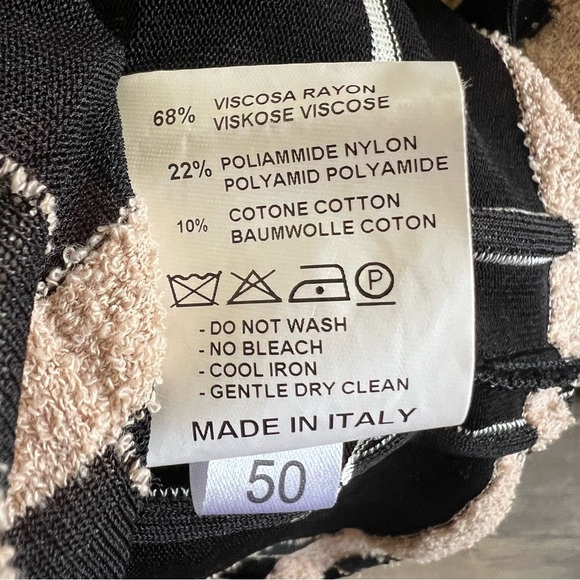 68% VISCOSA RAYON
VISKOSE VISCOSE
22% POLIAMMIDE NYLON
POLYAMID POLYAMIDE
10% COTONE COTTON
BAUMWOLLE COTON
P
- DO NOT WASH
- NO BLEACH
- COOL IRON
- GENTLE DRY CLEAN
MADE IN ITALY
50